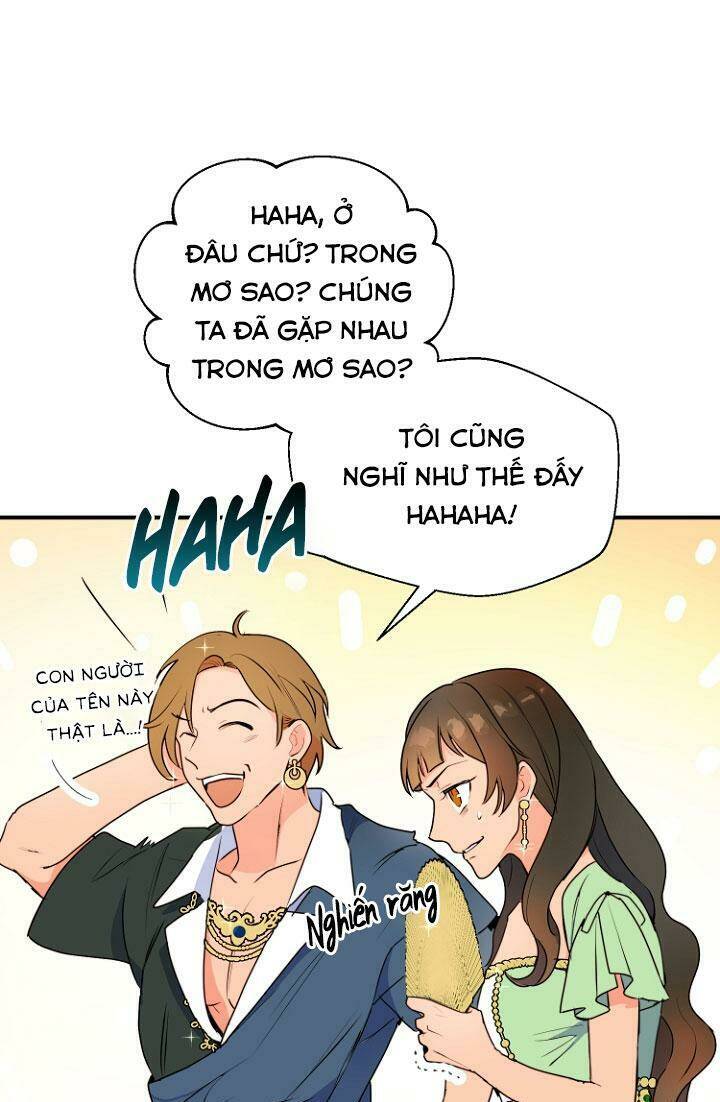 HAHA, Ở
ĐÂU CHỨ? TRONG
MƠ SAO? CHÚNG
TA ĐÃ GẶP NHAU
TRONG MƠ SAO?
TÔI CŨNG
NGHĨ NHƯ THẾ ĐẤY
HAHAHA!
HAHA
CON NGƯỜI
CỦA TÊN NÀY
THẬT LÀ...!
Nghiến răng